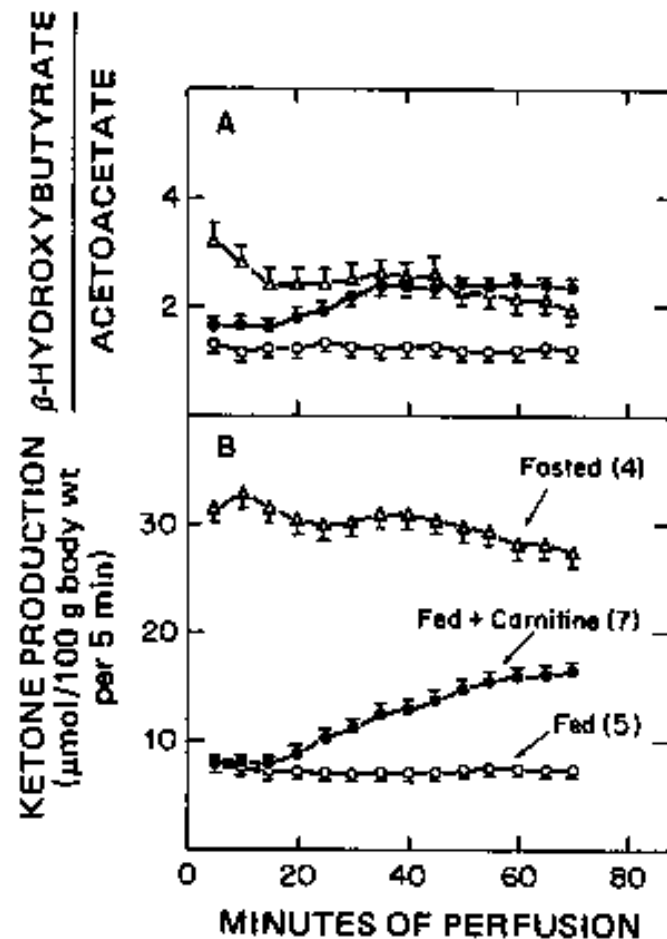 β-HYDROXYBUTYRATE
ACETOACETATE
A
4
2
KETONE PRODUCTION
(µmol/100 g body wt
per 5 min)
B
30
20
10
Fasted (4)
Fed + Carnitine (7)
Fed (5)
0 20 40 60 80
MINUTES OF PERFUSION